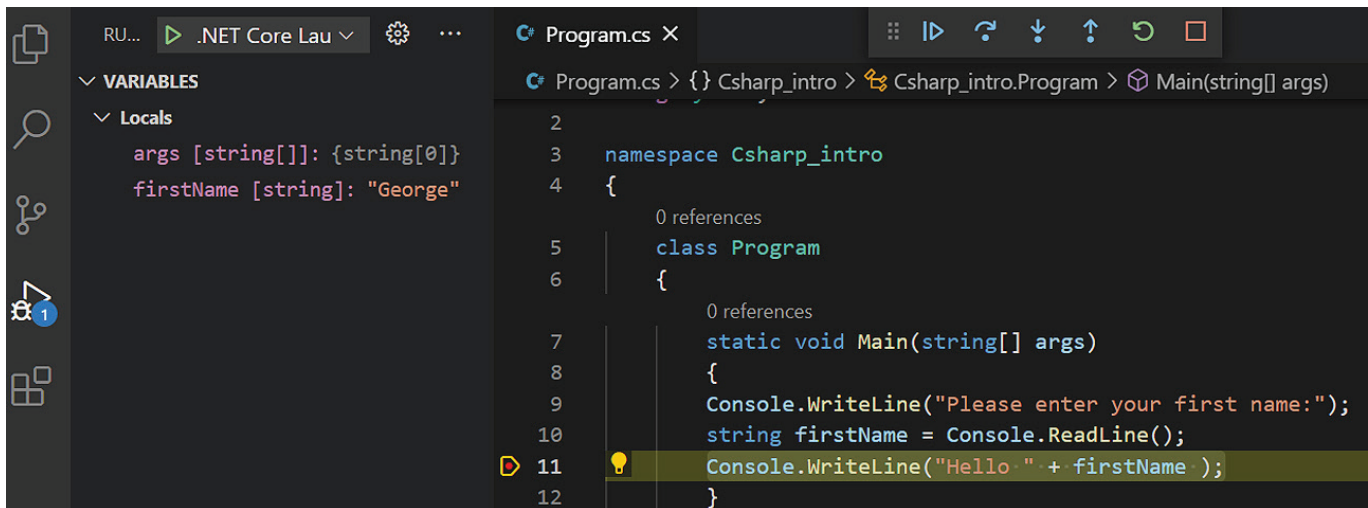 RU... .NET Core Lau
VARIABLES
Locals
args [string[]]: {string[0]}
firstName [string]: "George"
1
C# Program.cs
C# Program.cs > {} Csharp_intro > Csharp_intro.Program > Main(string[] args)
2
3 namespace Csharp_intro
4 {
0 references
5 class Program
6 {
0 references
7 static void Main(string[] args)
8 {
9 Console.WriteLine("Please enter your first name:");
10 string firstName = Console.ReadLine();
11 Console.WriteLine("Hello " + firstName );
12 }